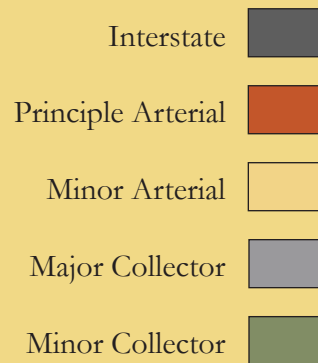 Interstate
Principle Arterial
Minor Arterial
Major Collector
Minor Collector